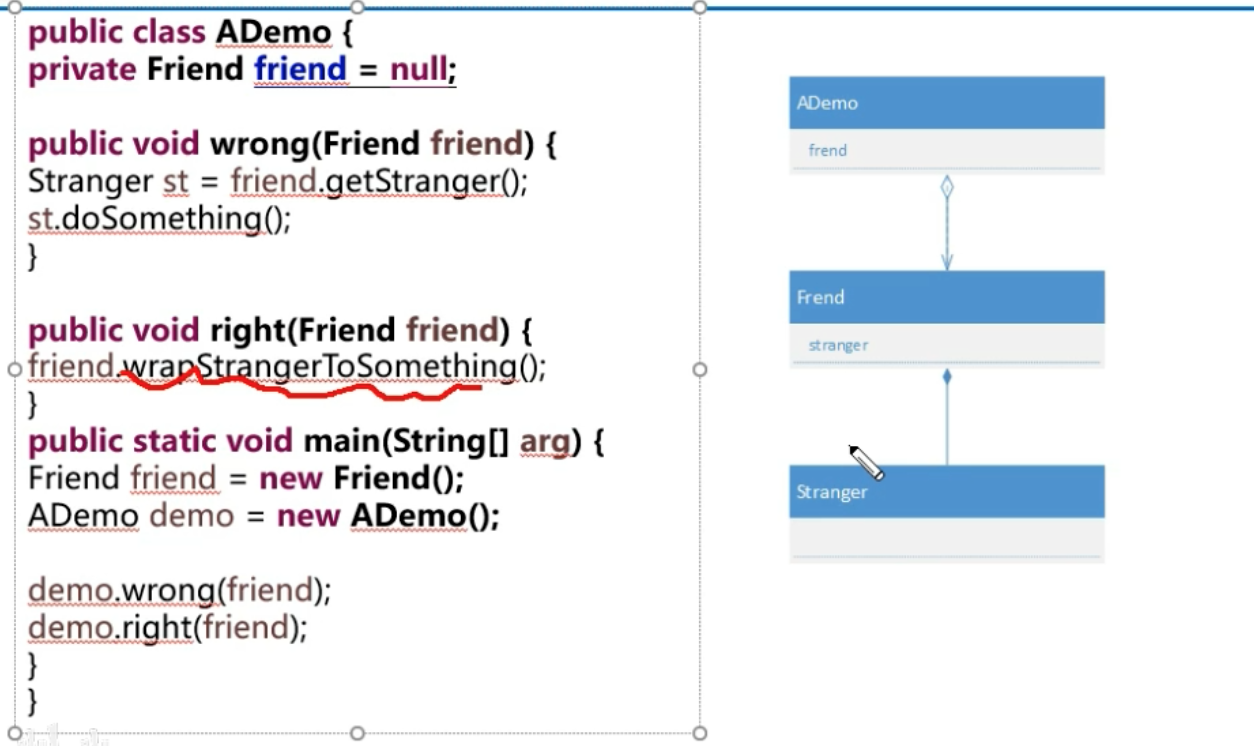 public class ADemo {
private Friend friend = null;
public void wrong(Friend friend) {
Stranger st = friend.getStranger();
st.doSomething();
}
public void right(Friend friend) {
friend.wrapStrangerToSomething();
}
public static void main(String[] arg) {
Friend friend = new Friend();
ADemo demo = new ADemo();
demo.wrong(friend);
demo.right(friend);
}
}
ADemo
frend
Frend
stranger
Stranger